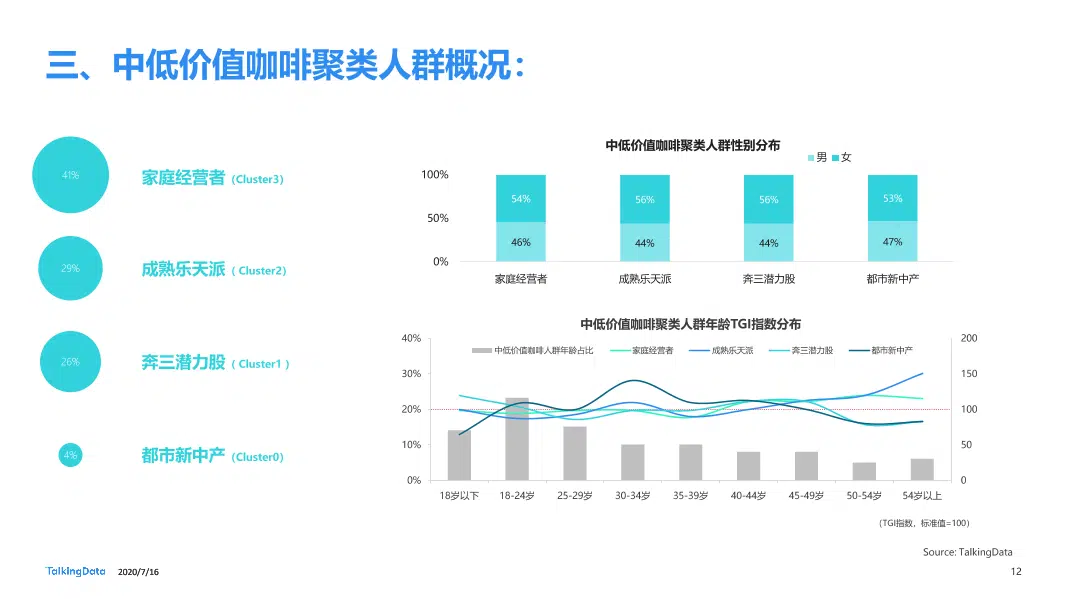 三、中低价值咖啡聚类人群概况：
41%
家庭经营者（Cluster3）
29%
成熟乐天派（ Cluster2）
26%
奔三潜力股（ Cluster1 ）
4%
都市新中产（Cluster0）
中低价值咖啡聚类人群性别分布
男 女
100%
50%
0%
54% 56% 56% 53%
46% 44% 44% 47%
家庭经营者 成熟乐天派 奔三潜力股 都市新中产
中低价值咖啡聚类人群年龄TGI指数分布
中低价值咖啡人群年龄占比 家庭经营者 成熟乐天派 奔三潜力股 都市新中产
40% 200
30% 150
20% 100
10% 50
0% 0
18岁以下 18-24岁 25-29岁 30-34岁 35-39岁 40-44岁 45-49岁 50-54岁 54岁以上
（TGI指数，标准值=100）
Source: TalkingData
TalkingData 2020/7/16 12